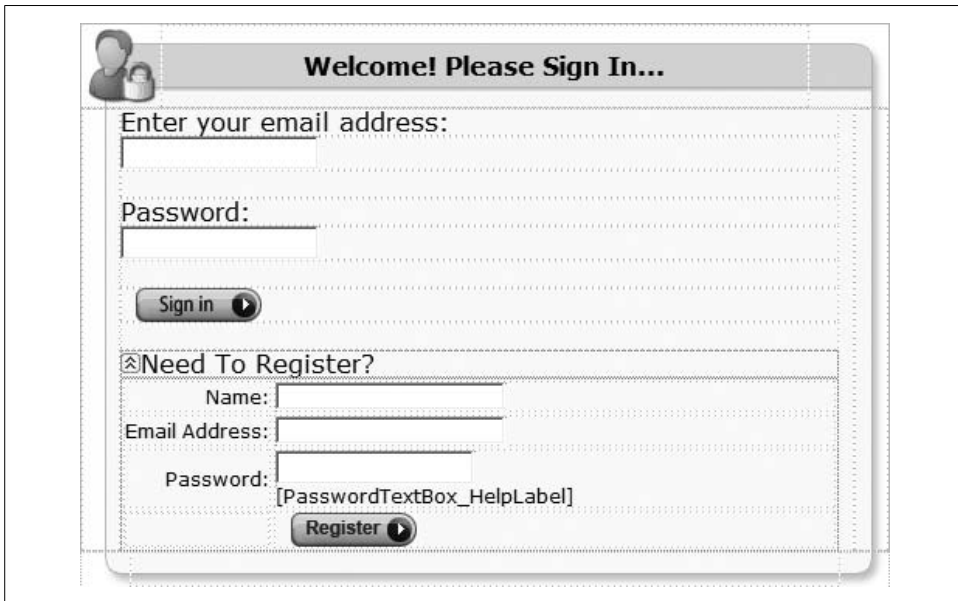 Welcome! Please Sign In...
Enter your email address:
Password:
Sign in
Need To Register?
Name:
Email Address:
Password:
[PasswordTextBox_HelpLabel]
Register